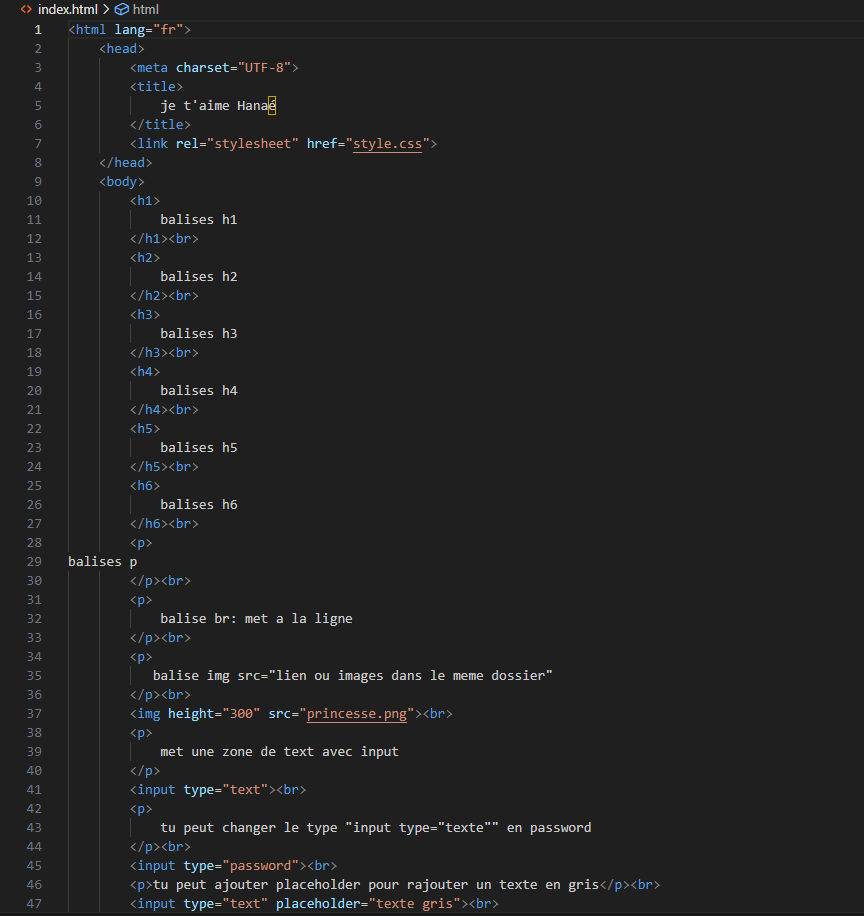 index.html > html
1 <html lang="fr">
2 <head>
3 <meta charset="UTF-8">
4 <title>
5 je t'aime Hanaé
6 </title>
7 <link rel="stylesheet" href="style.css">
8 </head>
9 <body>
10 <h1>
11 balises h1
12 </h1><br>
13 <h2>
14 balises h2
15 </h2><br>
16 <h3>
17 balises h3
18 </h3><br>
19 <h4>
20 balises h4
21 </h4><br>
22 <h5>
23 balises h5
24 </h5><br>
25 <h6>
26 balises h6
27 </h6><br>
28 <p>
29 balises p
30 </p><br>
31 <p>
32 balise br: met a la ligne
33 </p><br>
34 <p>
35 balise img src="lien ou images dans le meme dossier"
36 </p><br>
37 <img height="300" src="princesse.png"><br>
38 <p>
39 met une zone de text avec input
40 </p>
41 <input type="text"><br>
42 <p>
43 tu peut changer le type "input type="texte"" en password
44 </p><br>
45 <input type="password"><br>
46 <p>tu peut ajouter placeholder pour rajouter un texte en gris</p><br>
47 <input type="text" placeholder="texte gris"><br>